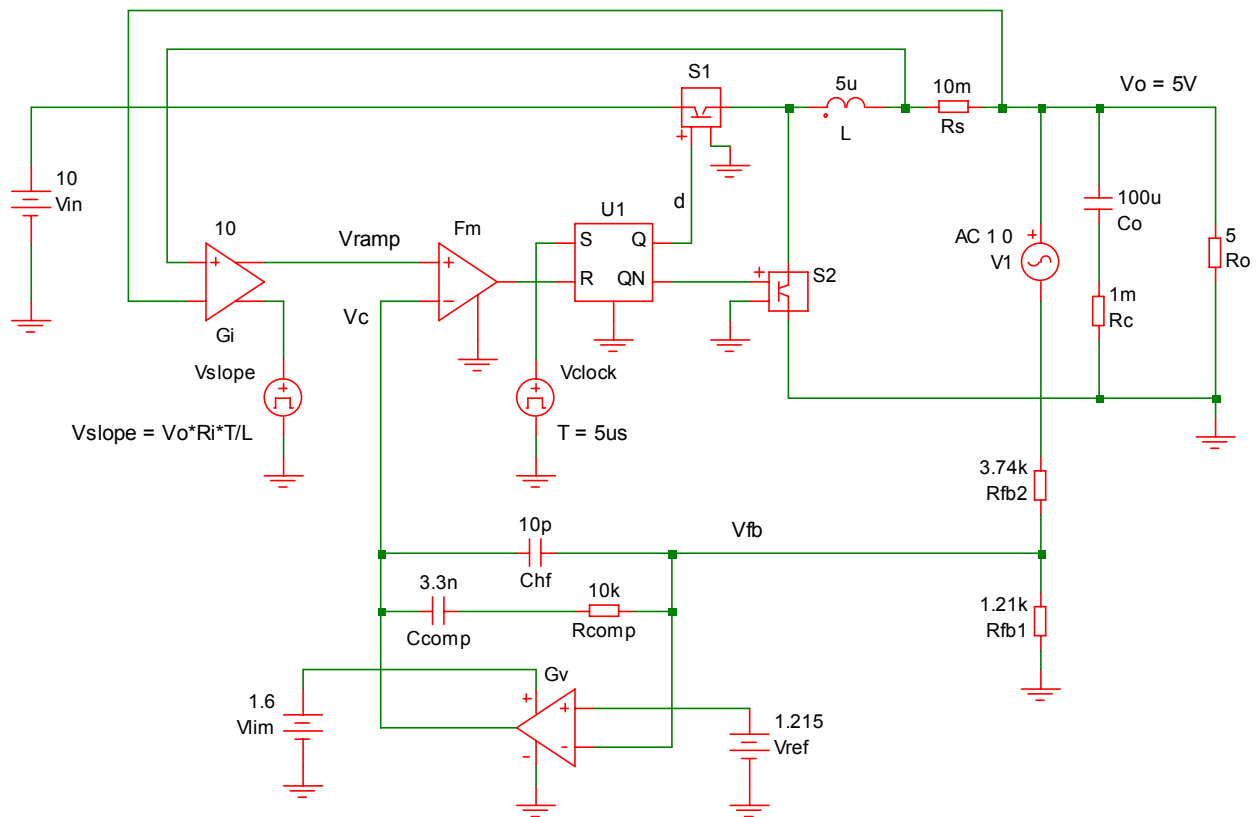 S1
5u
L
10m
Rs
Vo = 5V
10
Vin
10
Vramp
Fm
U1
d
S
Q
R
QN
S2
AC 1 0
V1
100u
Co
5
Ro
1m
Rc
Gi
Vc
Vslope
Vclock
Vslope = Vo*Ri*T/L
T = 5us
3.74k
Rfb2
10p
Chf
Vfb
3.3n
Ccomp
10k
Rcomp
1.21k
Rfb1
Gv
1.6
Vlim
1.215
Vref